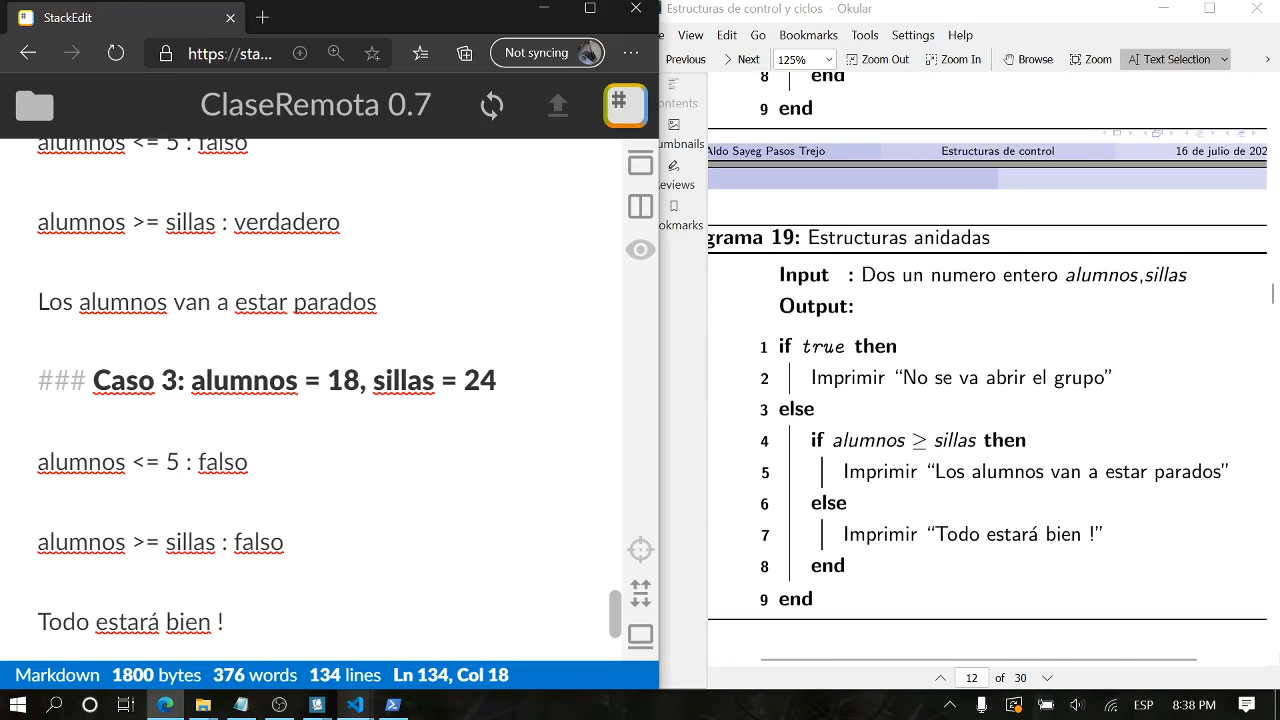 StackEdit
https://sta...
Not syncing
ClaseRemota 0.7
alumnos <= 5 : falso
alumnos >= sillas : verdadero
Los alumnos van a estar parados
### Caso 3: alumnos = 18, sillas = 24
alumnos <= 5 : falso
alumnos >= sillas : falso
Todo estará bien !
Markdown 1800 bytes 376 words 134 lines Ln 134, Col 18
Estructuras de control y ciclos - Okular
e View Edit Go Bookmarks Tools Settings Help
Previous Next 125% Zoom Out Zoom In Browse Zoom Text Selection
ontents
umbnails
eviews
okmarks
8 end
9 end
Aldo Sayeg Pasos Trejo Estructuras de control 16 de julio de 202
grama 19: Estructuras anidadas
Input : Dos un numero entero alumnos,sillas
Output:
1 if true then
2 Imprimir “No se va abrir el grupo”
3 else
4 if alumnos ≥ sillas then
5 Imprimir “Los alumnos van a estar parados”
6 else
7 Imprimir “Todo estará bien !”
8 end
9 end
12 of 30
ESP 8:38 PM